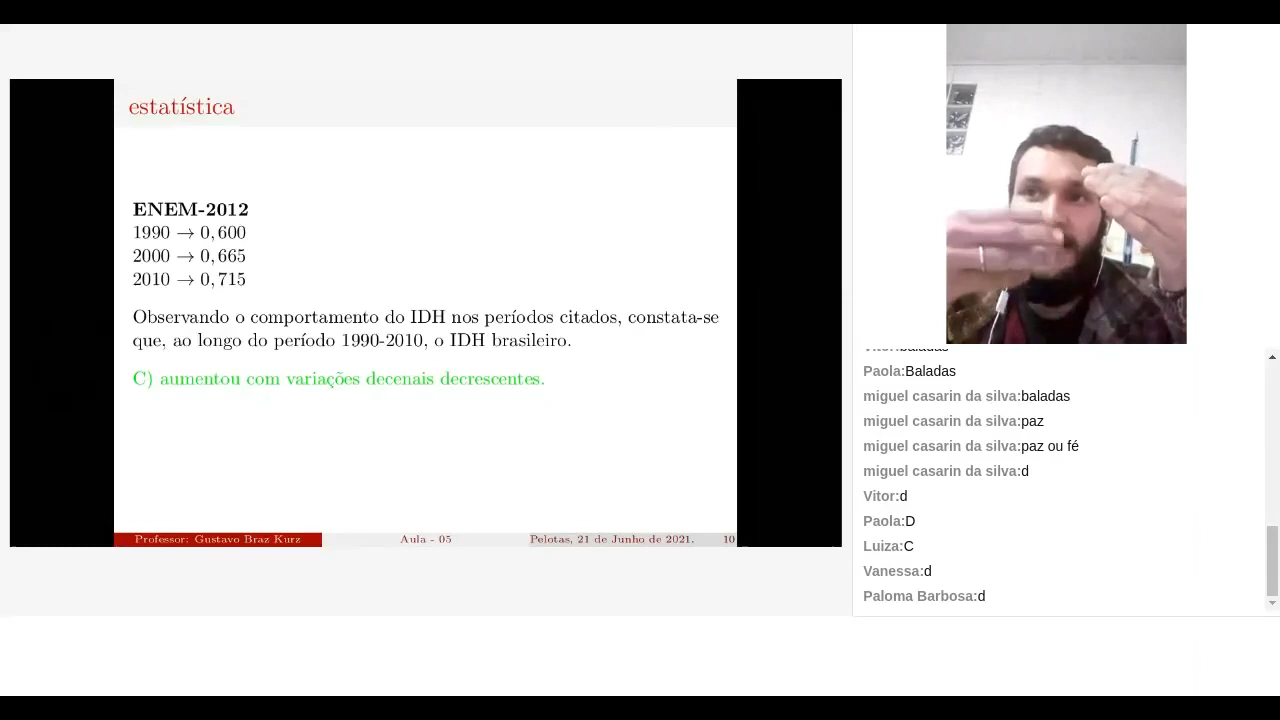 estatística
ENEM-2012
1990 → 0, 600
2000 → 0, 665
2010 → 0, 715
Observando o comportamento do IDH nos períodos citados, constata-se
que, ao longo do período 1990-2010, o IDH brasileiro.
C) aumentou com variações decenais decrescentes.
Professor: Gustavo Braz Kurz Aula - 05 Pelotas, 21 de Junho de 2021. 10
Vitor:baladas
Paola:Baladas
miguel casarin da silva:baladas
miguel casarin da silva:paz
miguel casarin da silva:paz ou fé
miguel casarin da silva:d
Vitor:d
Paola:D
Luiza:C
Vanessa:d
Paloma Barbosa:d